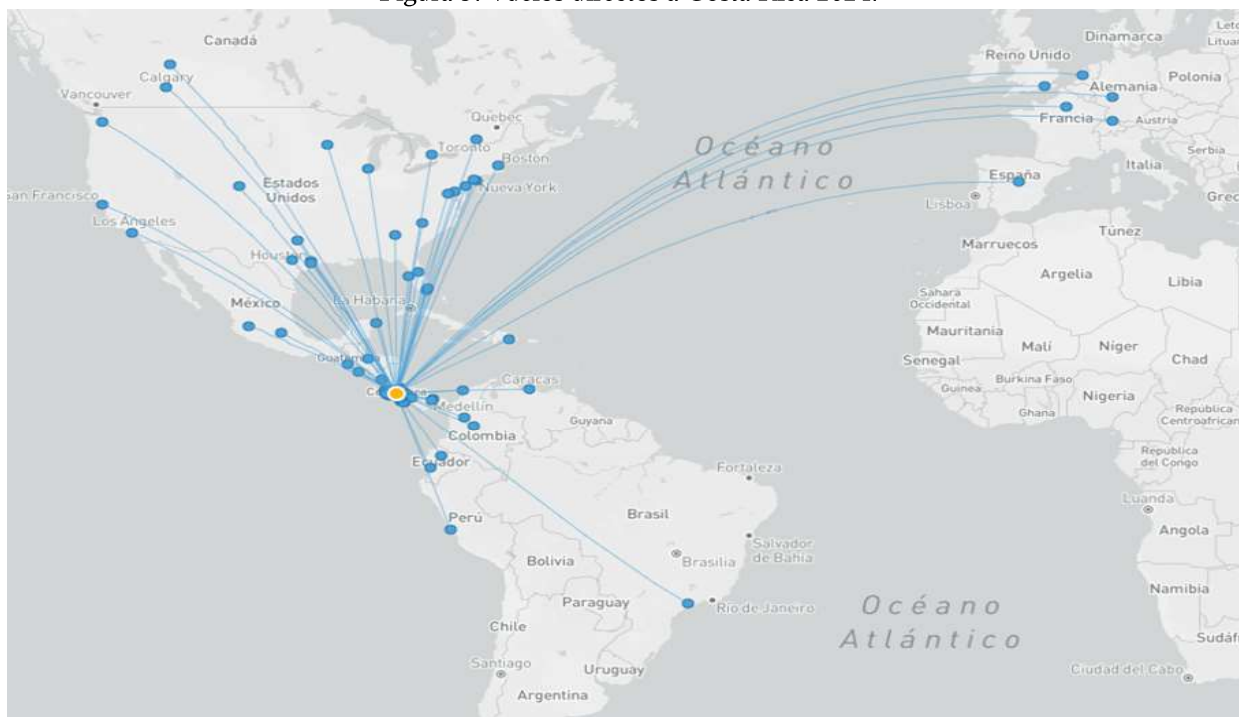 Canadá
Calgary
Vancouver
Quebec
Toronto
Boston
Nueva York
Estados
Unidos
San Francisco
Los Ángeles
Houston
México
La Habana
Guatemala
Caracas
Medellín
Colombia
Guyana
Ecuador
Perú
Brasil
Fortaleza
Salvador
de Bahía
Brasilia
Bolivia
Paraguay
Río de Janeiro
Chile
Santiago
Uruguay
Argentina
Océano
Atlántico
Océano
Atlántico
Reino Unido
Dinamarca
Polonia
Alemania
Francia
Austria
Serbia
Italia
España
Lisboa
Túnez
Marruecos
Argelia
Libia
Sahara
Occidental
Mauritania
Malí
Níger
Chad
Senegal
Burkina Faso
Guinea
Ghana
Nigeria
República
Centroafrican
República
del Congo
Luanda
Angola
Namibia
Ciudad del Cabo